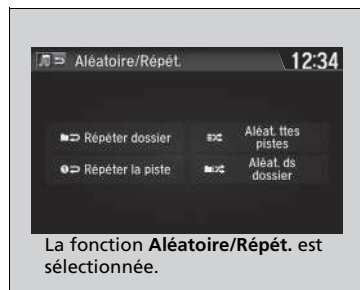 Aléatoire/Répét.
12:34
Répéter dossier
Aléat. ttes
pistes
Répéter la piste
Aléat. ds
dossier
La fonction Aléatoire/Répét. est
sélectionnée.